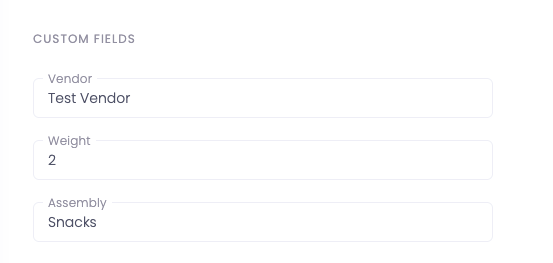 CUSTOM FIELDS
Vendor
Test Vendor
Weight
2
Assembly
Snacks